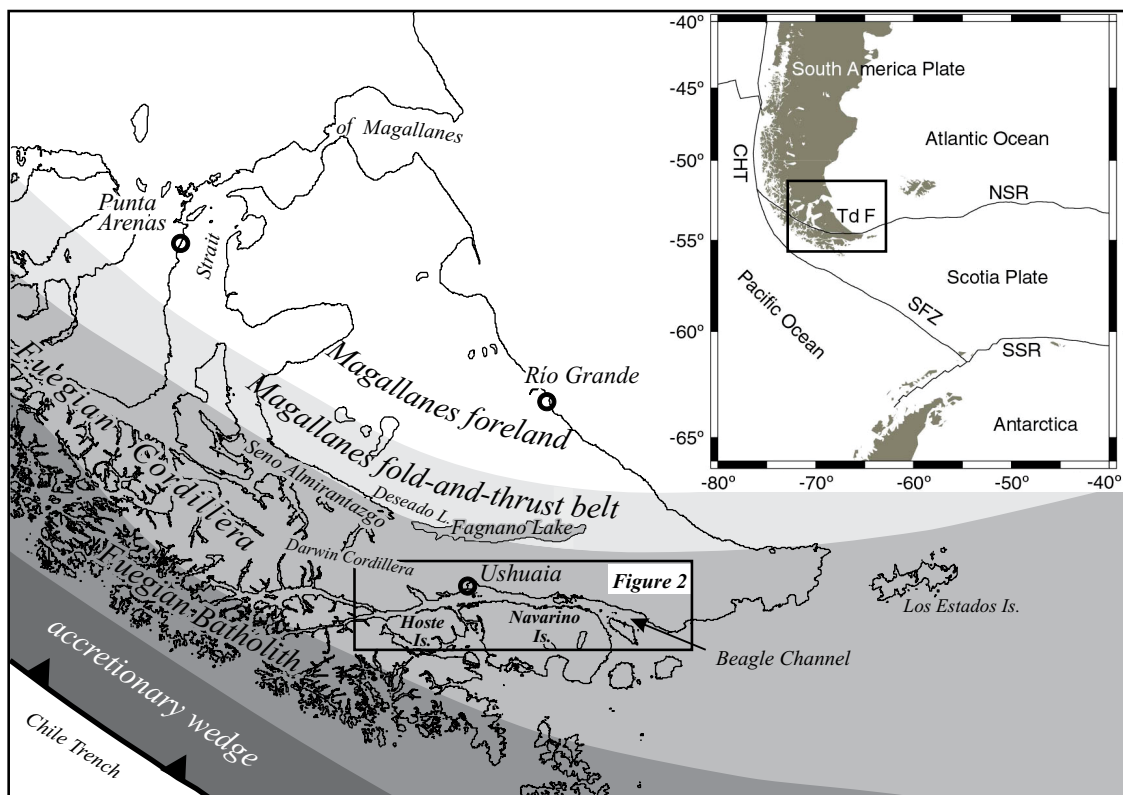 of Magallanes
Punta
Arenas
Strait
Río Grande
Magallanes foreland
Magallanes fold-and-thrust belt
Fuegian Cordillera
Seno Almirantazgo
Deseado L.
Fagnano Lake
Darwin Cordillera
Ushuaia
Figure 2
Hoste
Is.
Navarino
Is.
Fuegian Batholith
Los Estados Is.
Beagle Channel
accretionary wedge
Chile Trench
-40°
-45°
-50°
-55°
-60°
-65°
-80°
-70°
-60°
-50°
-40°
South America Plate
Atlantic Ocean
CHT
NSR
Td F
Scotia Plate
Pacific Ocean
SFZ
SSR
Antarctica